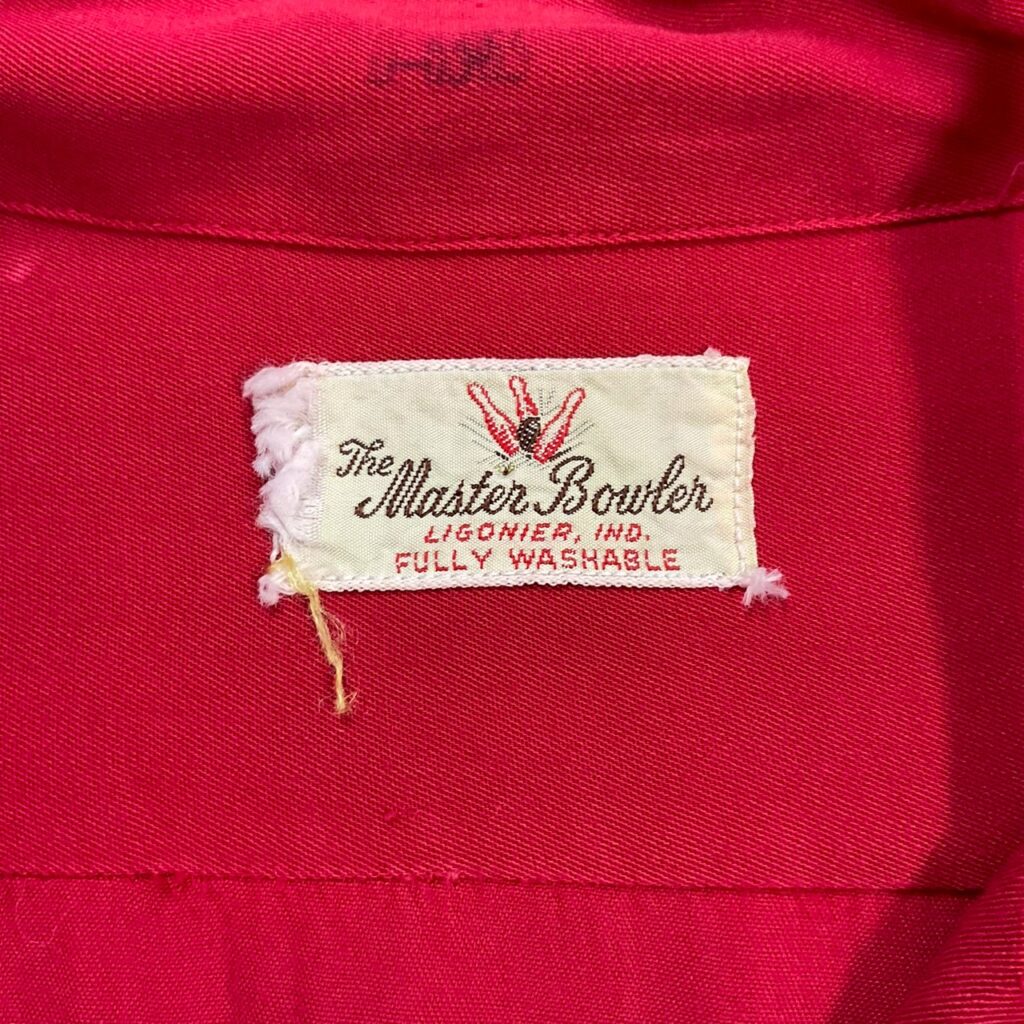 The
Master Bowler
LIGONIER, IND.
FULLY WASHABLE